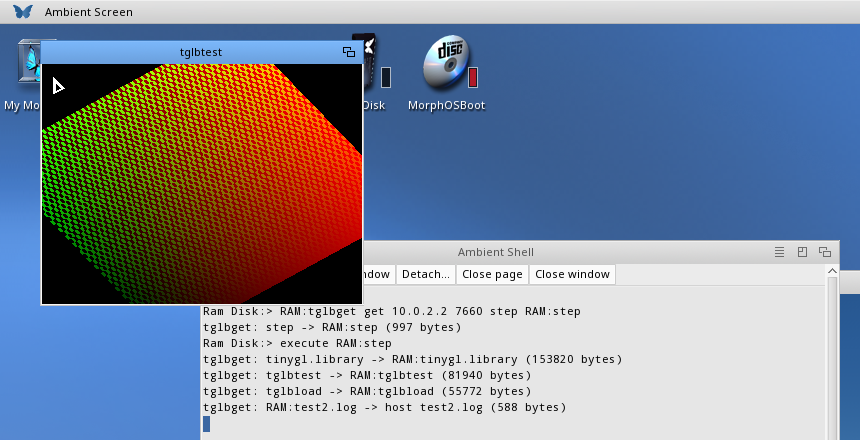 Ambient Screen
tglbtest
My Mo
Disk
MorphOSBoot
disc
Ambient Shell
ndow
Detach...
Close page
Close window
Ram Disk:> RAM:tglbget get 10.0.2.2 7660 step RAM:step
tglbget: step -> RAM:step (997 bytes)
Ram Disk:> execute RAM:step
tglbget: tinygl.library -> RAM:tinygl.library (153820 bytes)
tglbget: tglbtest -> RAM:tglbtest (81940 bytes)
tglbget: tglbload -> RAM:tglbload (55772 bytes)
tglbget: RAM:test2.log -> host test2.log (588 bytes)